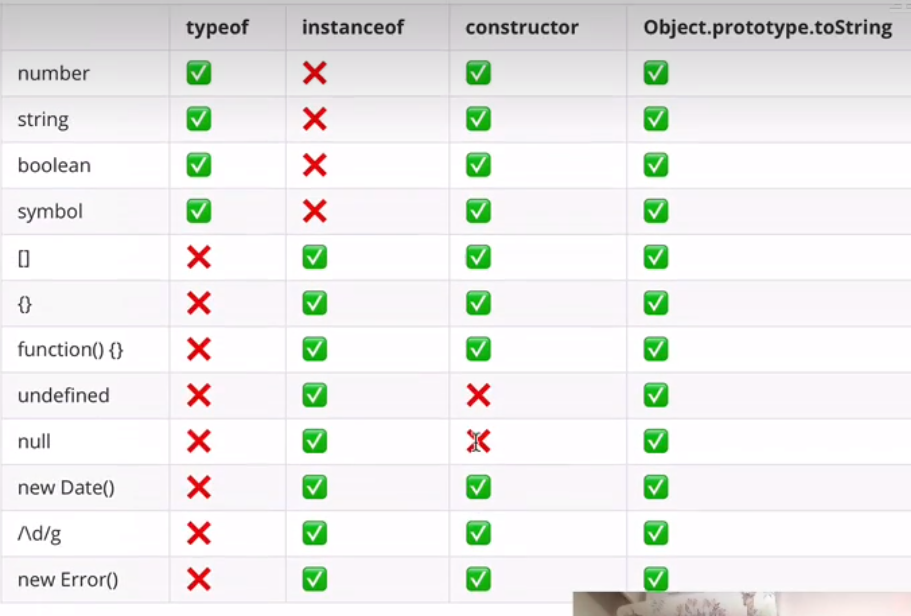 typeof instanceof constructor Object.prototype.toString
number ✅ ❌ ✅ ✅
string ✅ ❌ ✅ ✅
boolean ✅ ❌ ✅ ✅
symbol ✅ ❌ ✅ ✅
[] ❌ ✅ ✅ ✅
{} ❌ ✅ ✅ ✅
function() {} ❌ ✅ ✅ ✅
undefined ❌ ✅ ❌ ✅
null ❌ ✅ ❌ ✅
new Date() ❌ ✅ ✅ ✅
/\d/g ❌ ✅ ✅ ✅
new Error() ❌ ✅ ✅ ✅